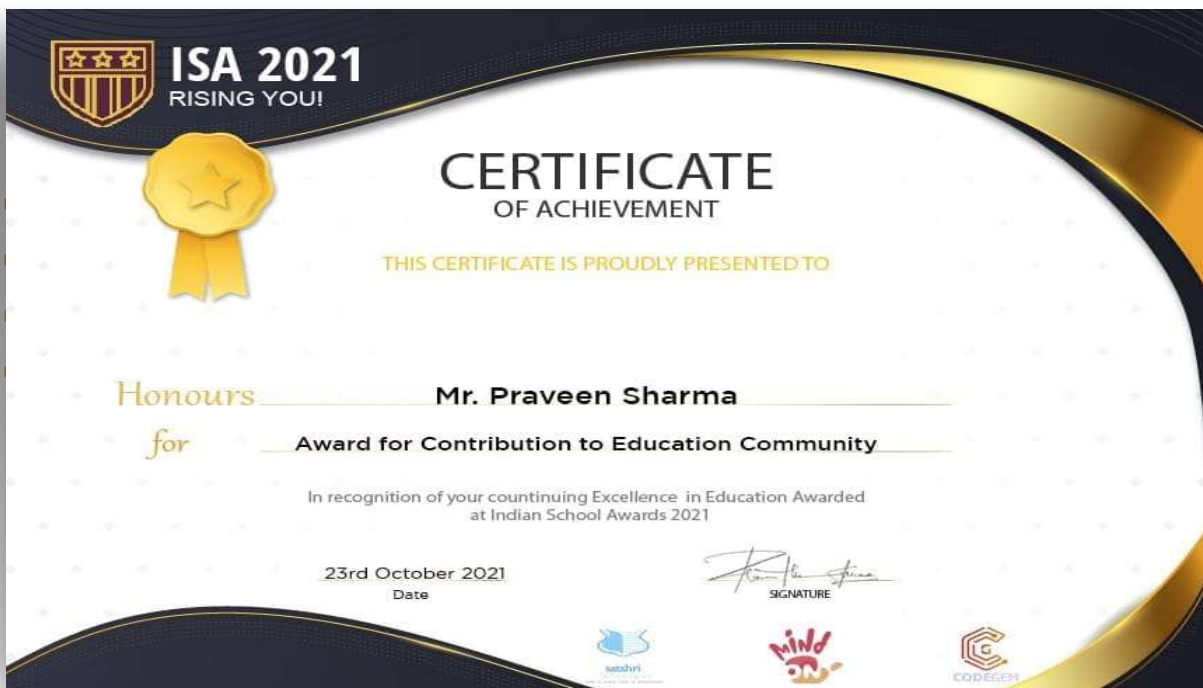 ISA 2021
RISING YOU!
CERTIFICATE
OF ACHIEVEMENT
THIS CERTIFICATE IS PROUDLY PRESENTED TO
Honours Mr. Praveen Sharma
for Award for Contribution to Education Community
In recognition of your countinuing Excellence in Education Awarded
at Indian School Awards 2021
23rd October 2021
Date
SIGNATURE
satshri
MiNd
ON
CODEGEM